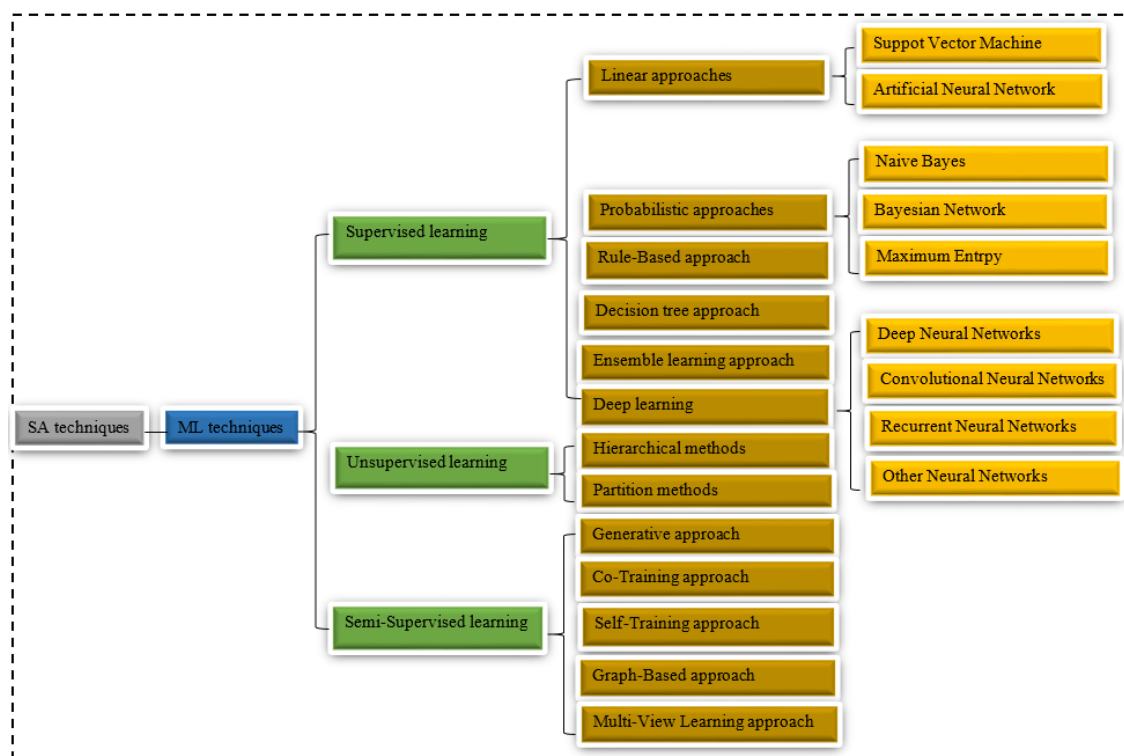 SA techniques
ML techniques
Supervised learning
Linear approaches
Suppot Vector Machine
Artificial Neural Network
Probabilistic approaches
Naive Bayes
Bayesian Network
Maximum Entrpy
Rule-Based approach
Decision tree approach
Ensemble learning approach
Deep learning
Deep Neural Networks
Convolutional Neural Networks
Recurrent Neural Networks
Other Neural Networks
Unsupervised learning
Hierarchical methods
Partition methods
Semi-Supervised learning
Generative approach
Co-Training approach
Self-Training approach
Graph-Based approach
Multi-View Learning approach